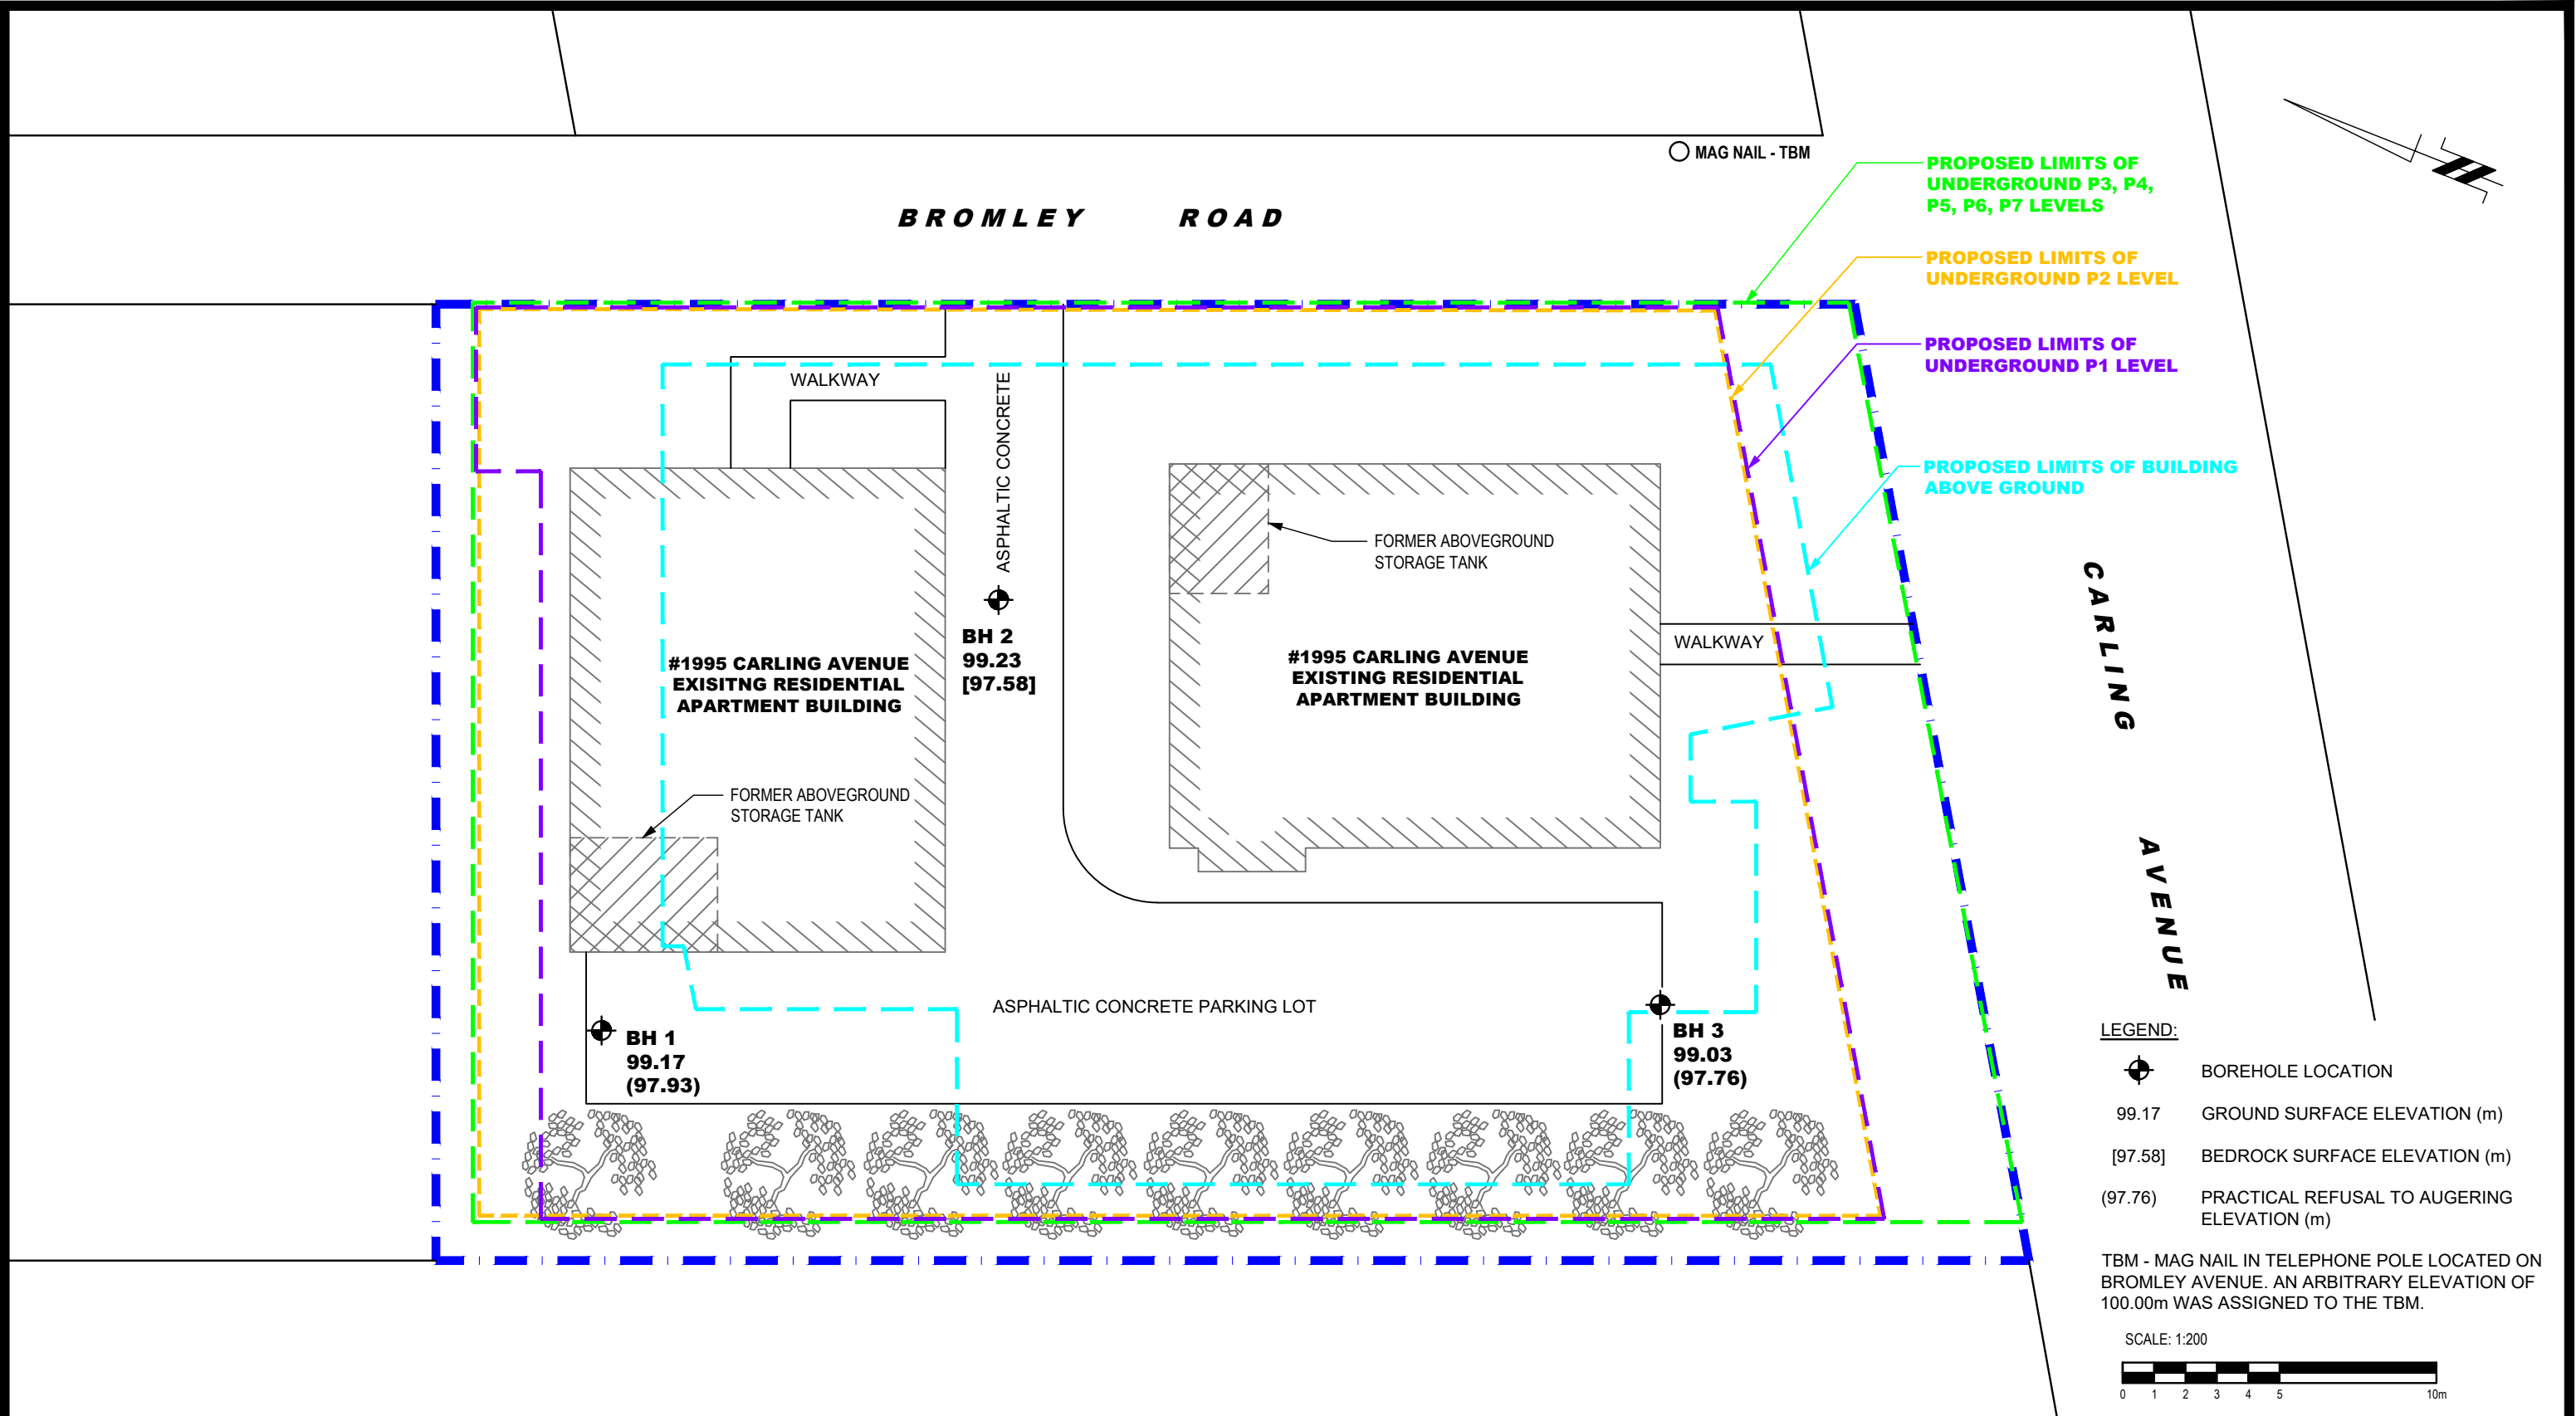 MAG NAIL - TBM
BROMLEY ROAD
PROPOSED LIMITS OF
UNDERGROUND P3, P4,
P5, P6, P7 LEVELS
PROPOSED LIMITS OF
UNDERGROUND P2 LEVEL
PROPOSED LIMITS OF
UNDERGROUND P1 LEVEL
PROPOSED LIMITS OF BUILDING
ABOVE GROUND
WALKWAY
ASPHALTIC CONCRETE
FORMER ABOVEGROUND
STORAGE TANK
BH 2
99.23
[97.58]
#1995 CARLING AVENUE
EXISITNG RESIDENTIAL
APARTMENT BUILDING
#1995 CARLING AVENUE
EXISTING RESIDENTIAL
APARTMENT BUILDING
WALKWAY
CARLING AVENUE
FORMER ABOVEGROUND
STORAGE TANK
ASPHALTIC CONCRETE PARKING LOT
BH 1
99.17
(97.93)
BH 3
99.03
(97.76)
LEGEND:
BOREHOLE LOCATION
99.17 GROUND SURFACE ELEVATION (m)
[97.58] BEDROCK SURFACE ELEVATION (m)
(97.76) PRACTICAL REFUSAL TO AUGERING
ELEVATION (m)
TBM - MAG NAIL IN TELEPHONE POLE LOCATED ON
BROMLEY AVENUE. AN ARBITRARY ELEVATION OF
100.00m WAS ASSIGNED TO THE TBM.
SCALE: 1:200
0 1 2 3 4 5 10m